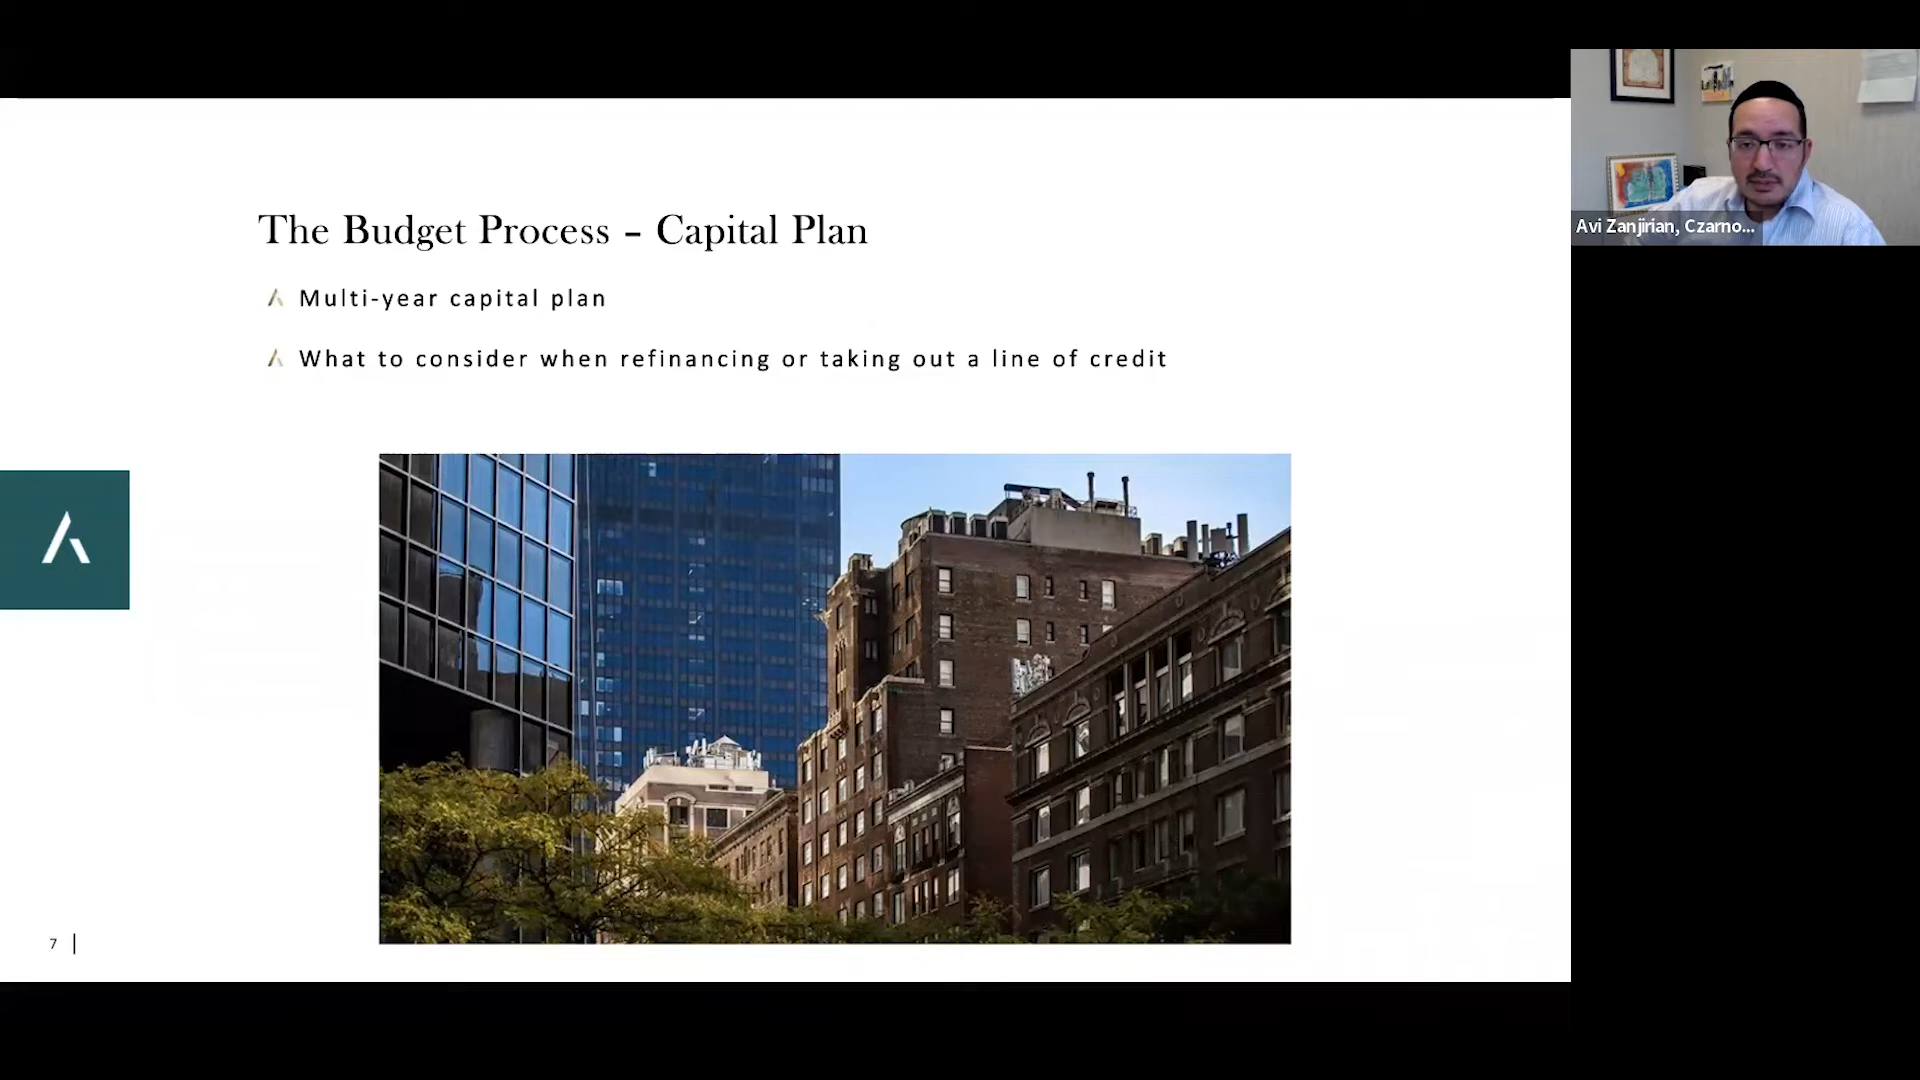 The Budget Process – Capital Plan
Multi-year capital plan
What to consider when refinancing or taking out a line of credit
7
Avi Zanjirian, Czarno...